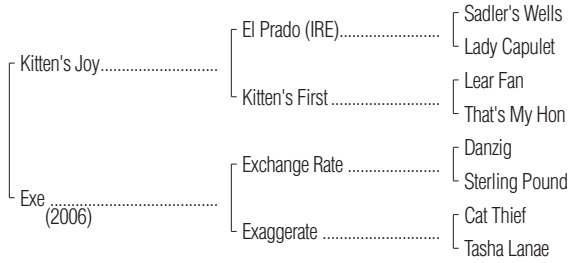 Sadler's Wells
El Prado (IRE)
Lady Capulet
Kitten's Joy
Lear Fan
Kitten's First
That's My Hon
Danzig
Exchange Rate
Sterling Pound
Exe
(2006)
Cat Thief
Exaggerate
Tasha Lanae